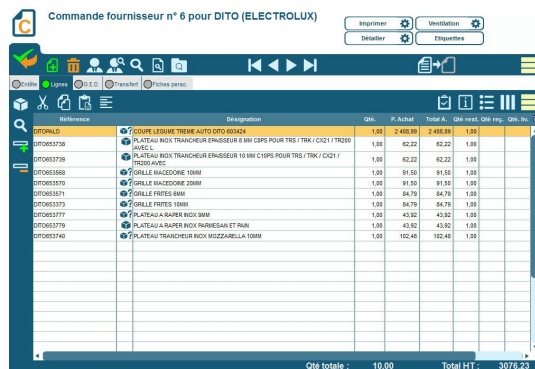 Commande fournisseur n° 6 pour DITO (ELECTROLUX)
Imprimer
Ventilation
Détailler
Etiquettes
Entête Lignes G.E.D. Transfert Fiches perso.
Référence Désignation Qté. P. Achat Total A. Qté rest. Qté reç. Qté. liv.
DITOPALD COUPE LEGUME TREMIE AUTO DITO 603424 1,00 2 408,89 2 408,89 1,00
DITO653738 PLATEAU INOX TRANCHEUR EPAISSEUR 8 MM C8PS POUR TRS / TRK / CX21 / TR200 AVEC L 1,00 62,22 62,22 1,00
DITO653739 PLATEAU INOX TRANCHEUR EPAISSEUR 10 MM C10PS POUR TRS / TRK / CX21 / TR200 AVEC 1,00 62,22 62,22 1,00
DITO653568 GRILLE MACEDOINE 10MM 1,00 91,50 91,50 1,00
DITO653570 GRILLE MACEDOINE 20MM 1,00 91,50 91,50 1,00
DITO653571 GRILLE FRITES 6MM 1,00 84,79 84,79 1,00
DITO653373 GRILLE FRITES 10MM 1,00 84,79 84,79 1,00
DITO653777 PLATEAU A RAPER INOX 9MM 1,00 43,92 43,92 1,00
DITO653779 PLATEAU A RAPER INOX PARMESAN ET PAIN 1,00 43,92 43,92 1,00
DITO653740 PLATEAU TRANCHEUR INOX MOZZARELLA 10MM 1,00 102,48 102,48 1,00
Qté totale : 10.00 Total HT : 3076.23